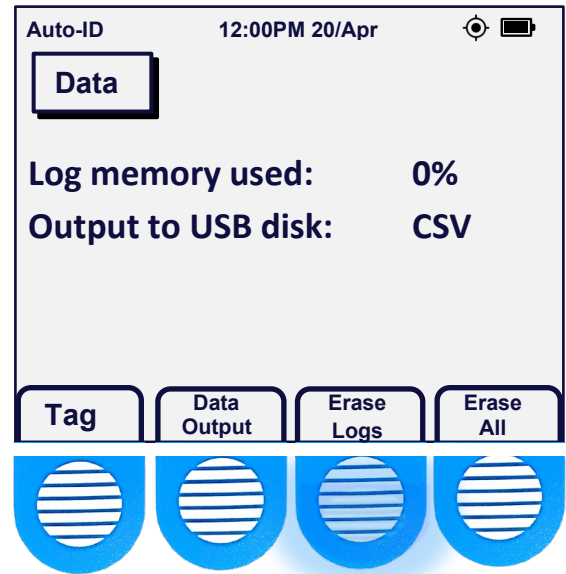 Auto-ID 12:00PM 20/Apr
Data
Log memory used: 0%
Output to USB disk: CSV
Tag
Data
Output
Erase
Logs
Erase
All